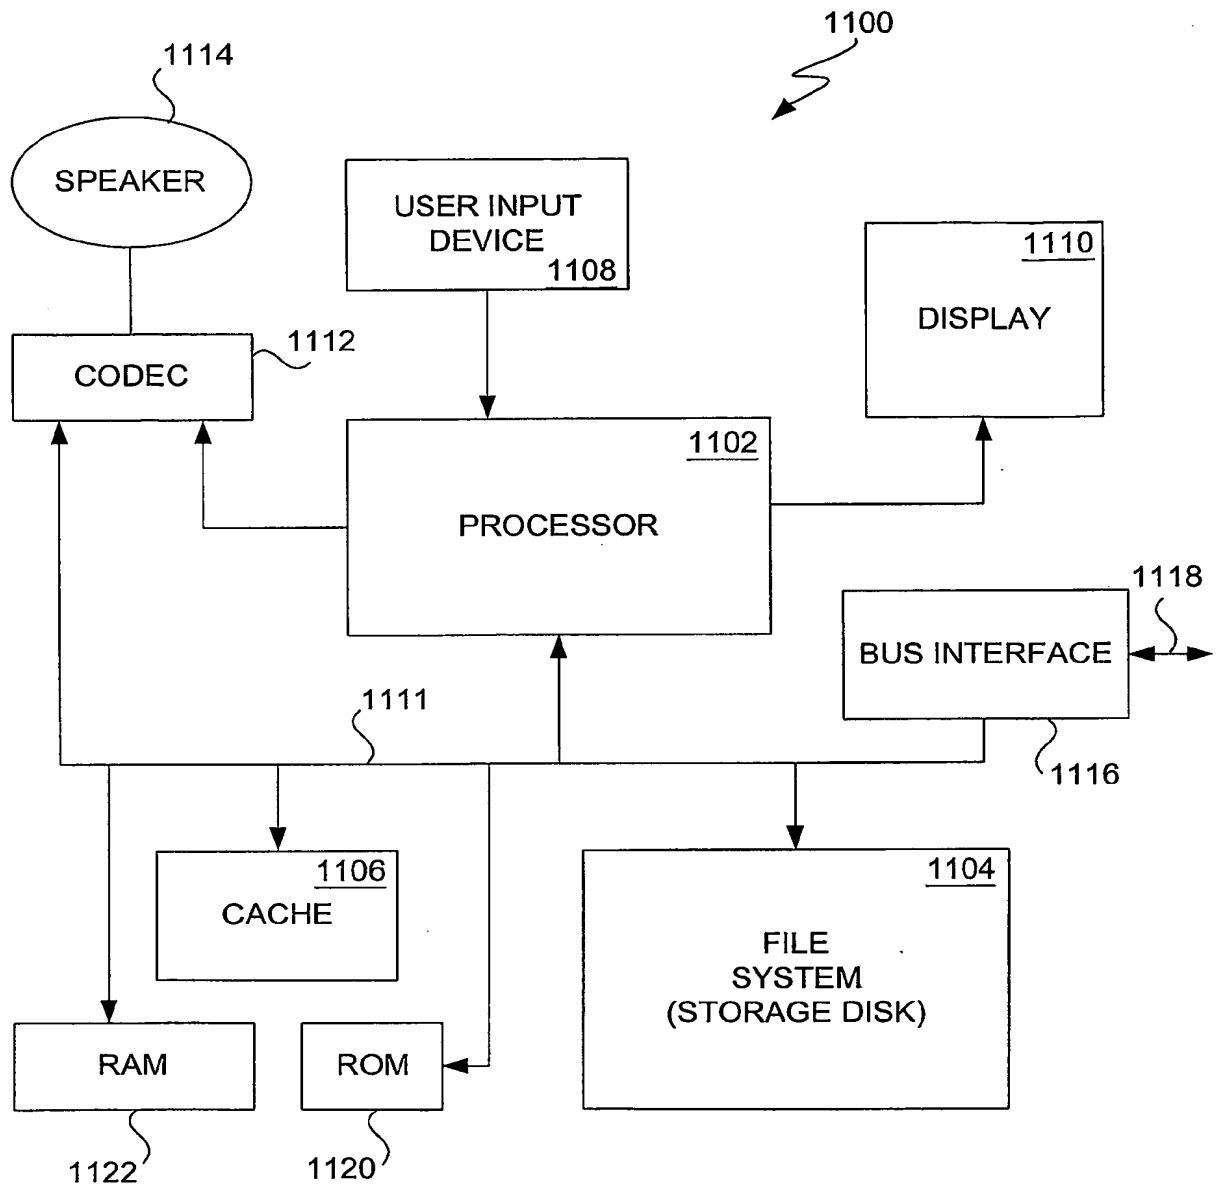 1100
1114
SPEAKER
USER INPUT
DEVICE
1108
1110
DISPLAY
1112
CODEC
1102
PROCESSOR
1118
BUS INTERFACE
1111
1116
1106
CACHE
1104
FILE
SYSTEM
(STORAGE DISK)
RAM
ROM
1122
1120